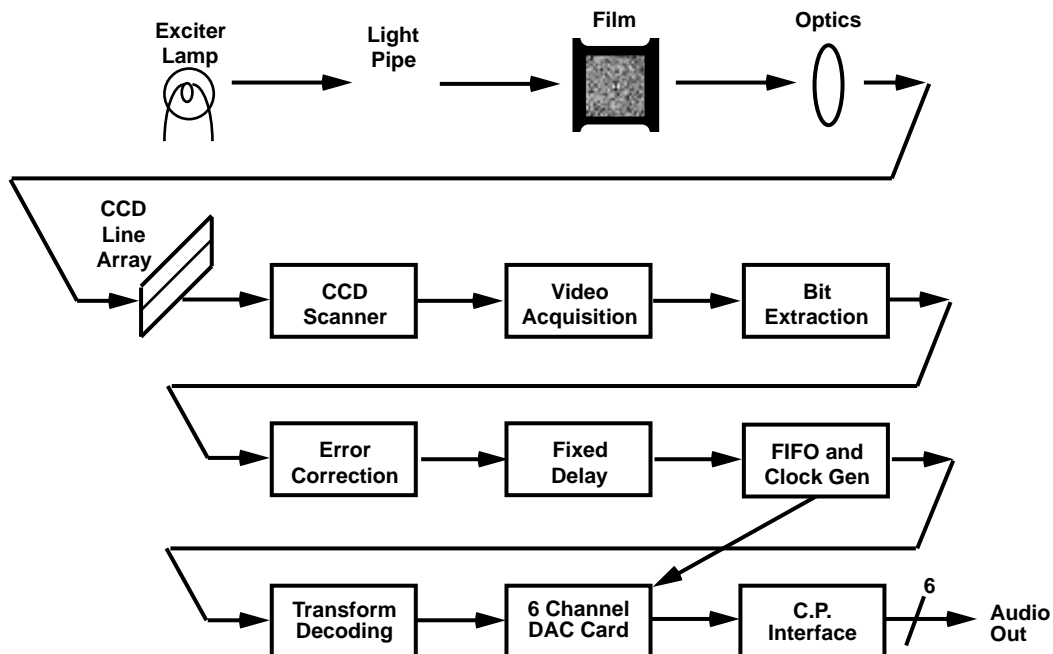 Exciter
Lamp
Light
Pipe
Film
Optics
CCD
Line
Array
CCD
Scanner
Video
Acquisition
Bit
Extraction
Error
Correction
Fixed
Delay
FIFO and
Clock Gen
Transform
Decoding
6 Channel
DAC Card
C.P.
Interface
6
Audio
Out